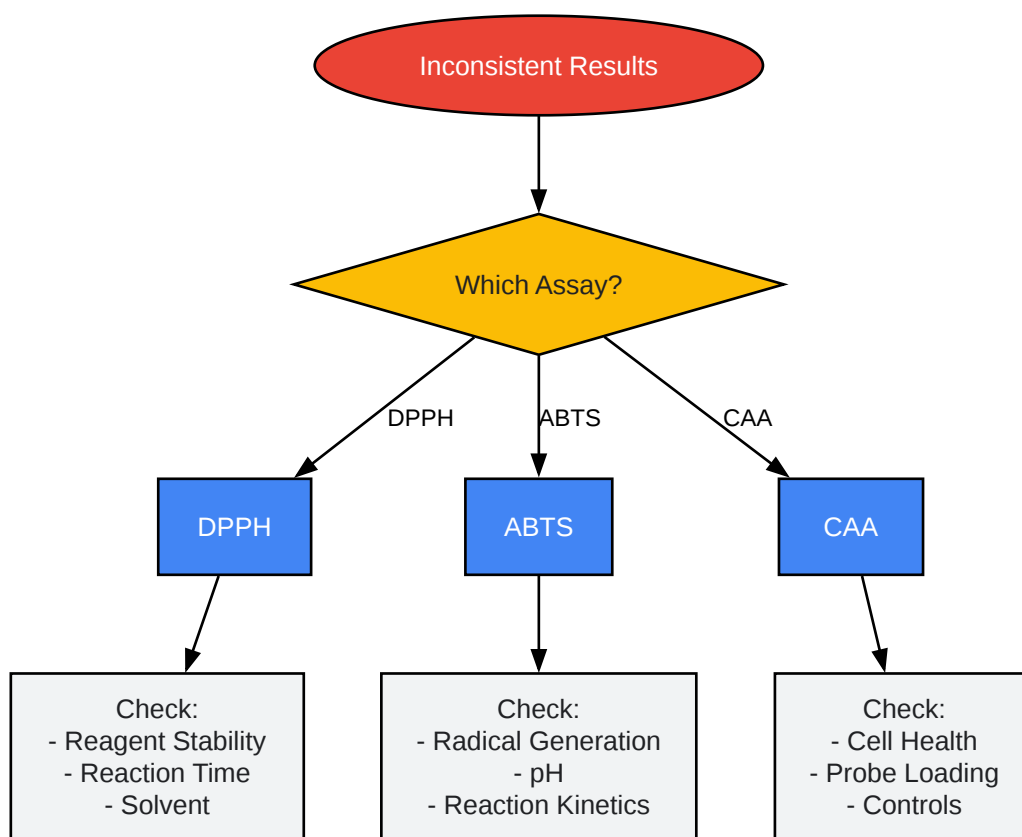 Inconsistent Results
Which Assay?
DPPH
ABTS
CAA
DPPH
ABTS
CAA
Check:
- Reagent Stability
- Reaction Time
- Solvent
Check:
- Radical Generation
- pH
- Reaction Kinetics
Check:
- Cell Health
- Probe Loading
- Controls